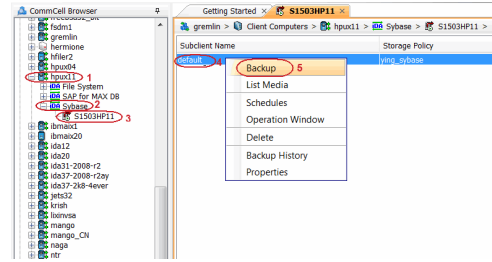 CommCell Browser
freebsd32_bit
fsdm1
gremlin
hermione
hfiler2
hpux04
hpux11 1
File System
SAP for MAX DB
Sybase 2
S1503HP11 3
ibmaix1
ibmaix20
ida12
ida20
ida31-2008-r2
ida37-2008-r2ay
ida37-2k8-4ever
jets32
krish
lixinvsa
mango
mango_CN
naga
ntr
Getting Started × S1503HP11 ×
gremlin > Client Computers > hpux11 > Sybase > S1503HP11 >
Subclient Name Storage Policy
default 4 ying_sybase
Backup 5
List Media
Schedules
Operation Window
Delete
Backup History
Properties